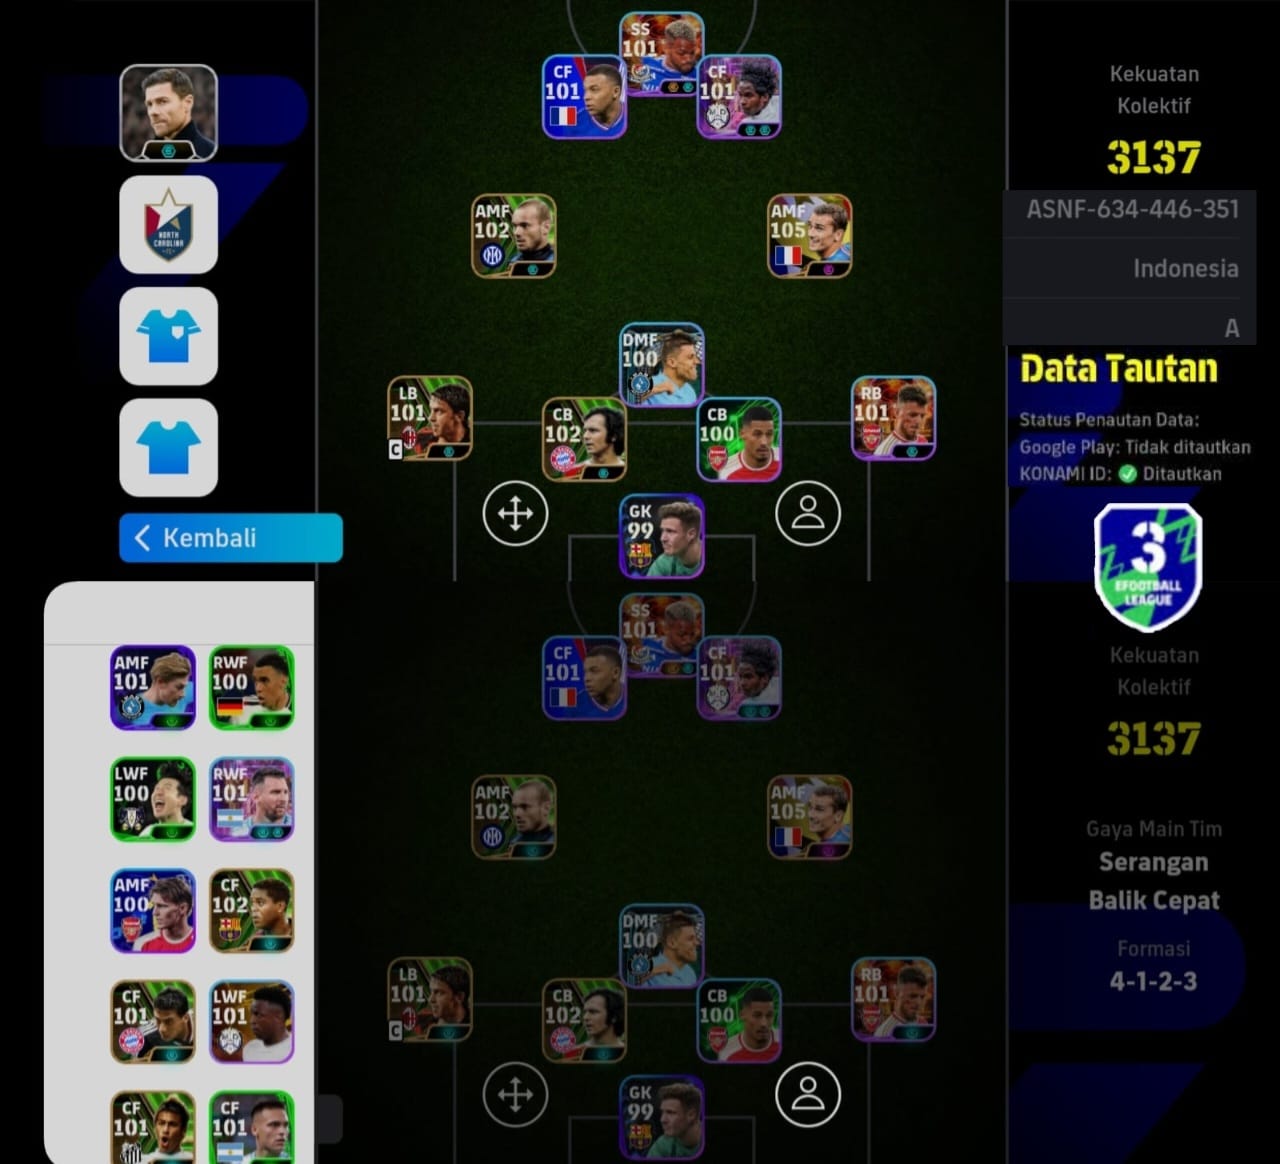 SS
101
CF
101
CF
101
AMF
102
AMF
105
DMF
100
LB
101
C
CB
102
CB
100
RB
101
GK
99
NORTH
CAROLINA
Kembali
Kekuatan
Kolektif
3137
ASNF-634-446-351
Indonesia
A
Data Tautan
Status Penautan Data:
Google Play: Tidak ditautkan
KONAMI ID: ✅ Ditautkan
3
EFOOTBALL
LEAGUE
AMF
101
RWF
100
LWF
100
RWF
101
AMF
100
CF
102
CF
101
LWF
101
CF
101
CF
101
SS
101
CF
101
CF
101
AMF
102
AMF
105
DMF
100
LB
101
C
CB
102
CB
100
RB
101
GK
99
Kekuatan
Kolektif
3137
Gaya Main Tim
Serangan
Balik Cepat
Formasi
4-1-2-3